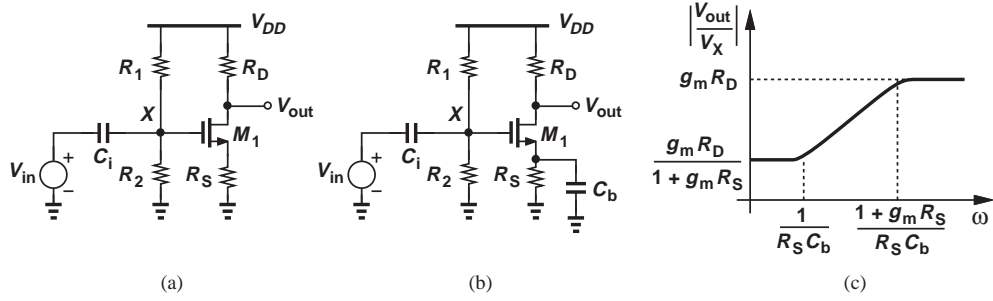 V_DD
R_1
R_D
V_out
X
M_1
C_i
V_in
+
−
R_2
R_S
(a)
V_DD
R_1
R_D
V_out
X
M_1
C_i
V_in
+
−
R_2
R_S
C_b
(b)
|V_out / V_X|
g_m R_D
g_m R_D / 1 + g_m R_S
1 / R_S C_b
1 + g_m R_S / R_S C_b
ω
(c)